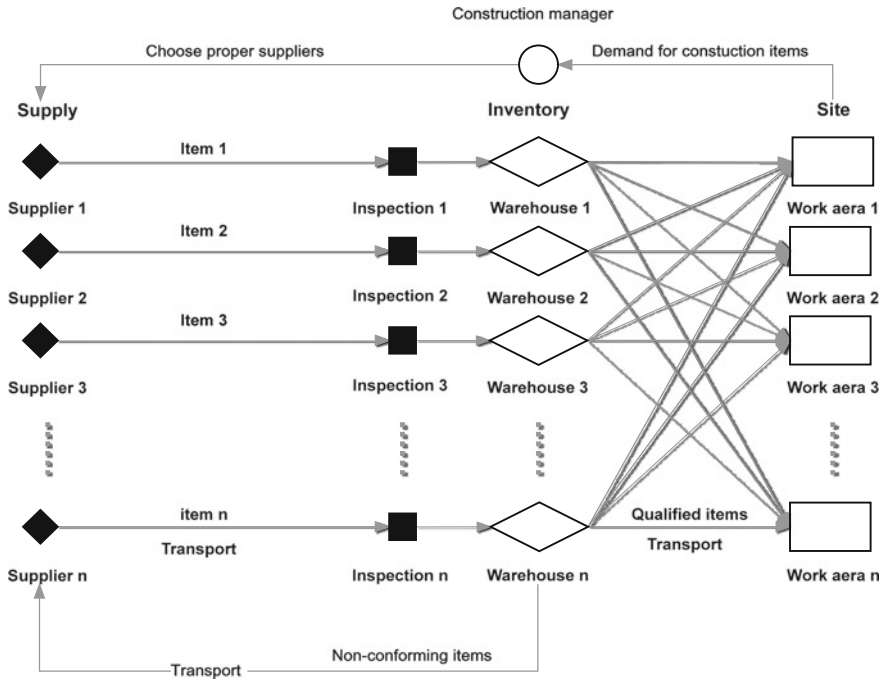 Construction manager
Choose proper suppliers
Demand for constuction items
Supply
Inventory
Site
Item 1
Supplier 1
Inspection 1
Warehouse 1
Work aera 1
Item 2
Supplier 2
Inspection 2
Warehouse 2
Work aera 2
Item 3
Supplier 3
Inspection 3
Warehouse 3
Work aera 3
item n
Qualified items
Transport
Transport
Supplier n
Inspection n
Warehouse n
Work aera n
Non-conforming items
Transport